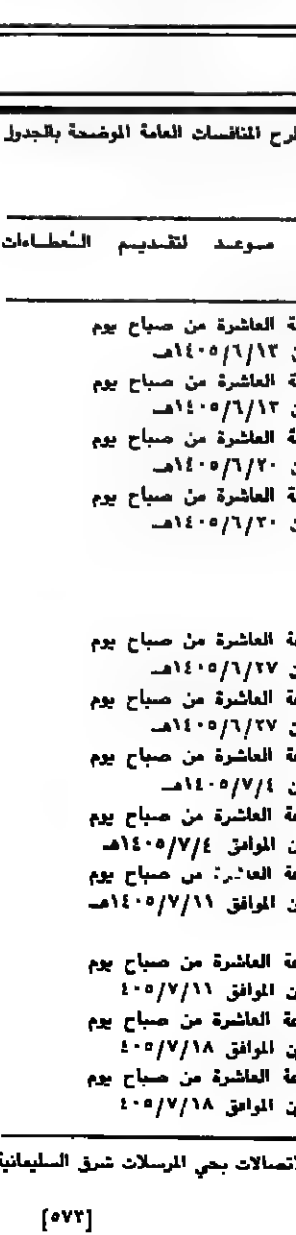 طرح المنافسات العامة الموضحة بالجدول
موعد لتقديم العطاءات
العاشرة من صباح يوم
١٤٠٥/٦/١٣هـ
العاشرة من صباح يوم
١٤٠٥/٦/١٣هـ
العاشرة من صباح يوم
١٤٠٥/٦/٢٠هـ
العاشرة من صباح يوم
١٤٠٥/٦/٢٠هـ
العاشرة من صباح يوم
١٤٠٥/٦/٢٧هـ
العاشرة من صباح يوم
١٤٠٥/٦/٢٧هـ
العاشرة من صباح يوم
١٤٠٥/٧/٤هـ
العاشرة من صباح يوم
الموافق ١٤٠٥/٧/٤هـ
العاشرة من صباح يوم
الموافق ١٤٠٥/٧/١١هـ
العاشرة من صباح يوم
الموافق ٤٠٥/٧/١١
العاشرة من صباح يوم
الموافق ٤٠٥/٧/١٨
العاشرة من صباح يوم
الموافق ٤٠٥/٧/١٨
لاتصالات بحي المرسلات شرق السليمانية
[٥٧٣]